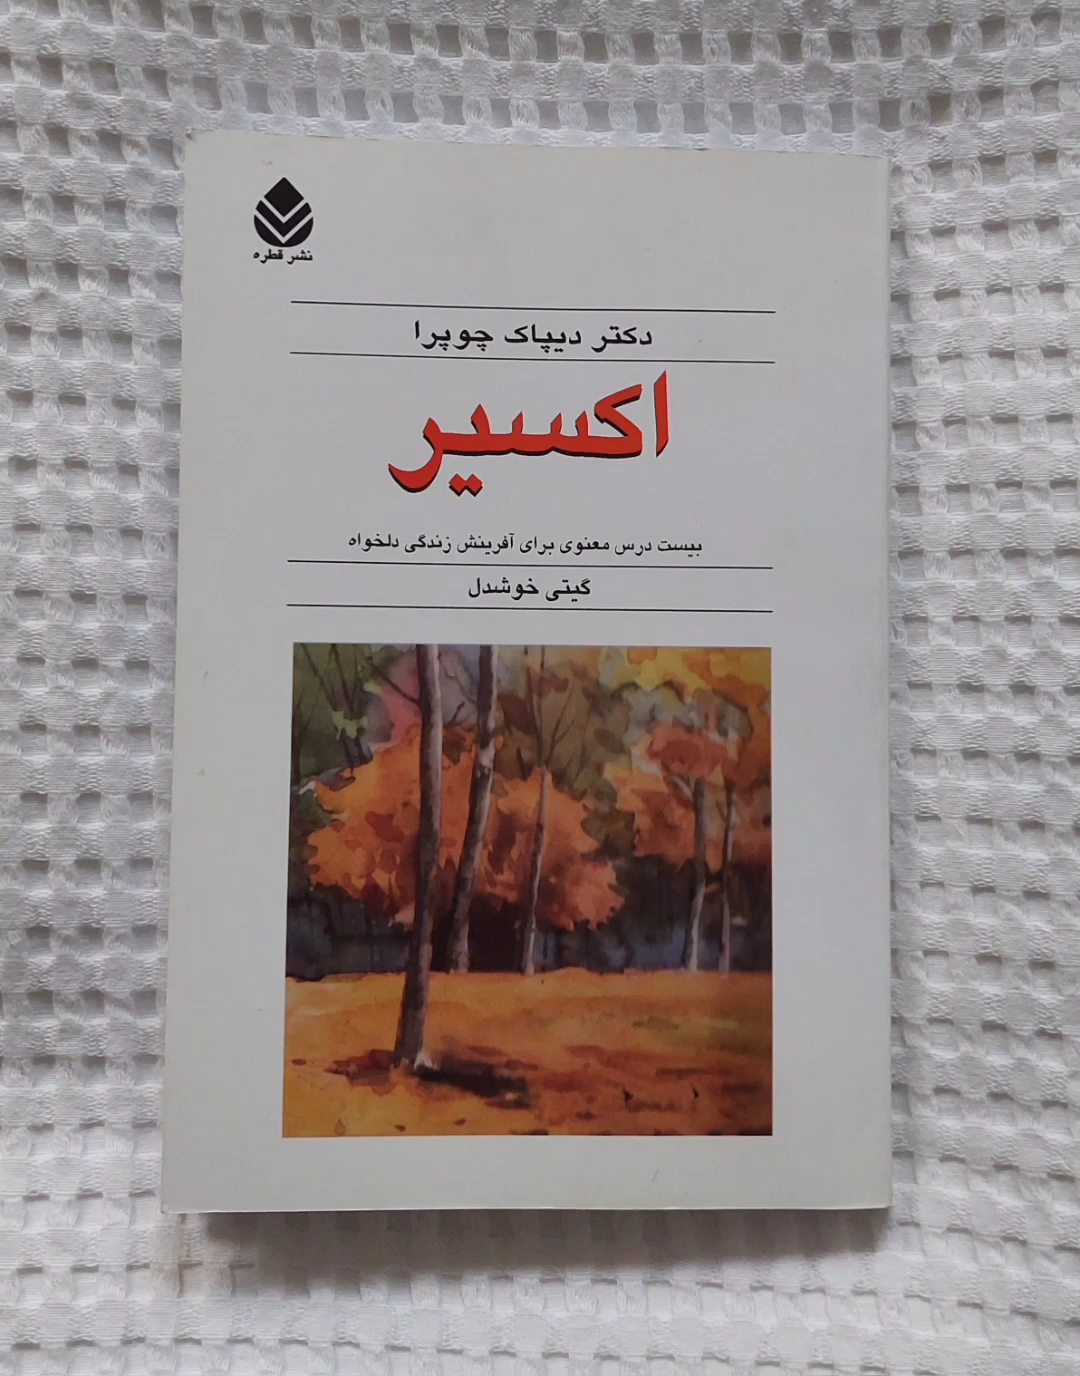 نشر قطره
دکتر دیپاک چوپرا
اکسیر
بیست درس معنوی برای آفرینش زندگی دلخواه
گیتی خوشدل